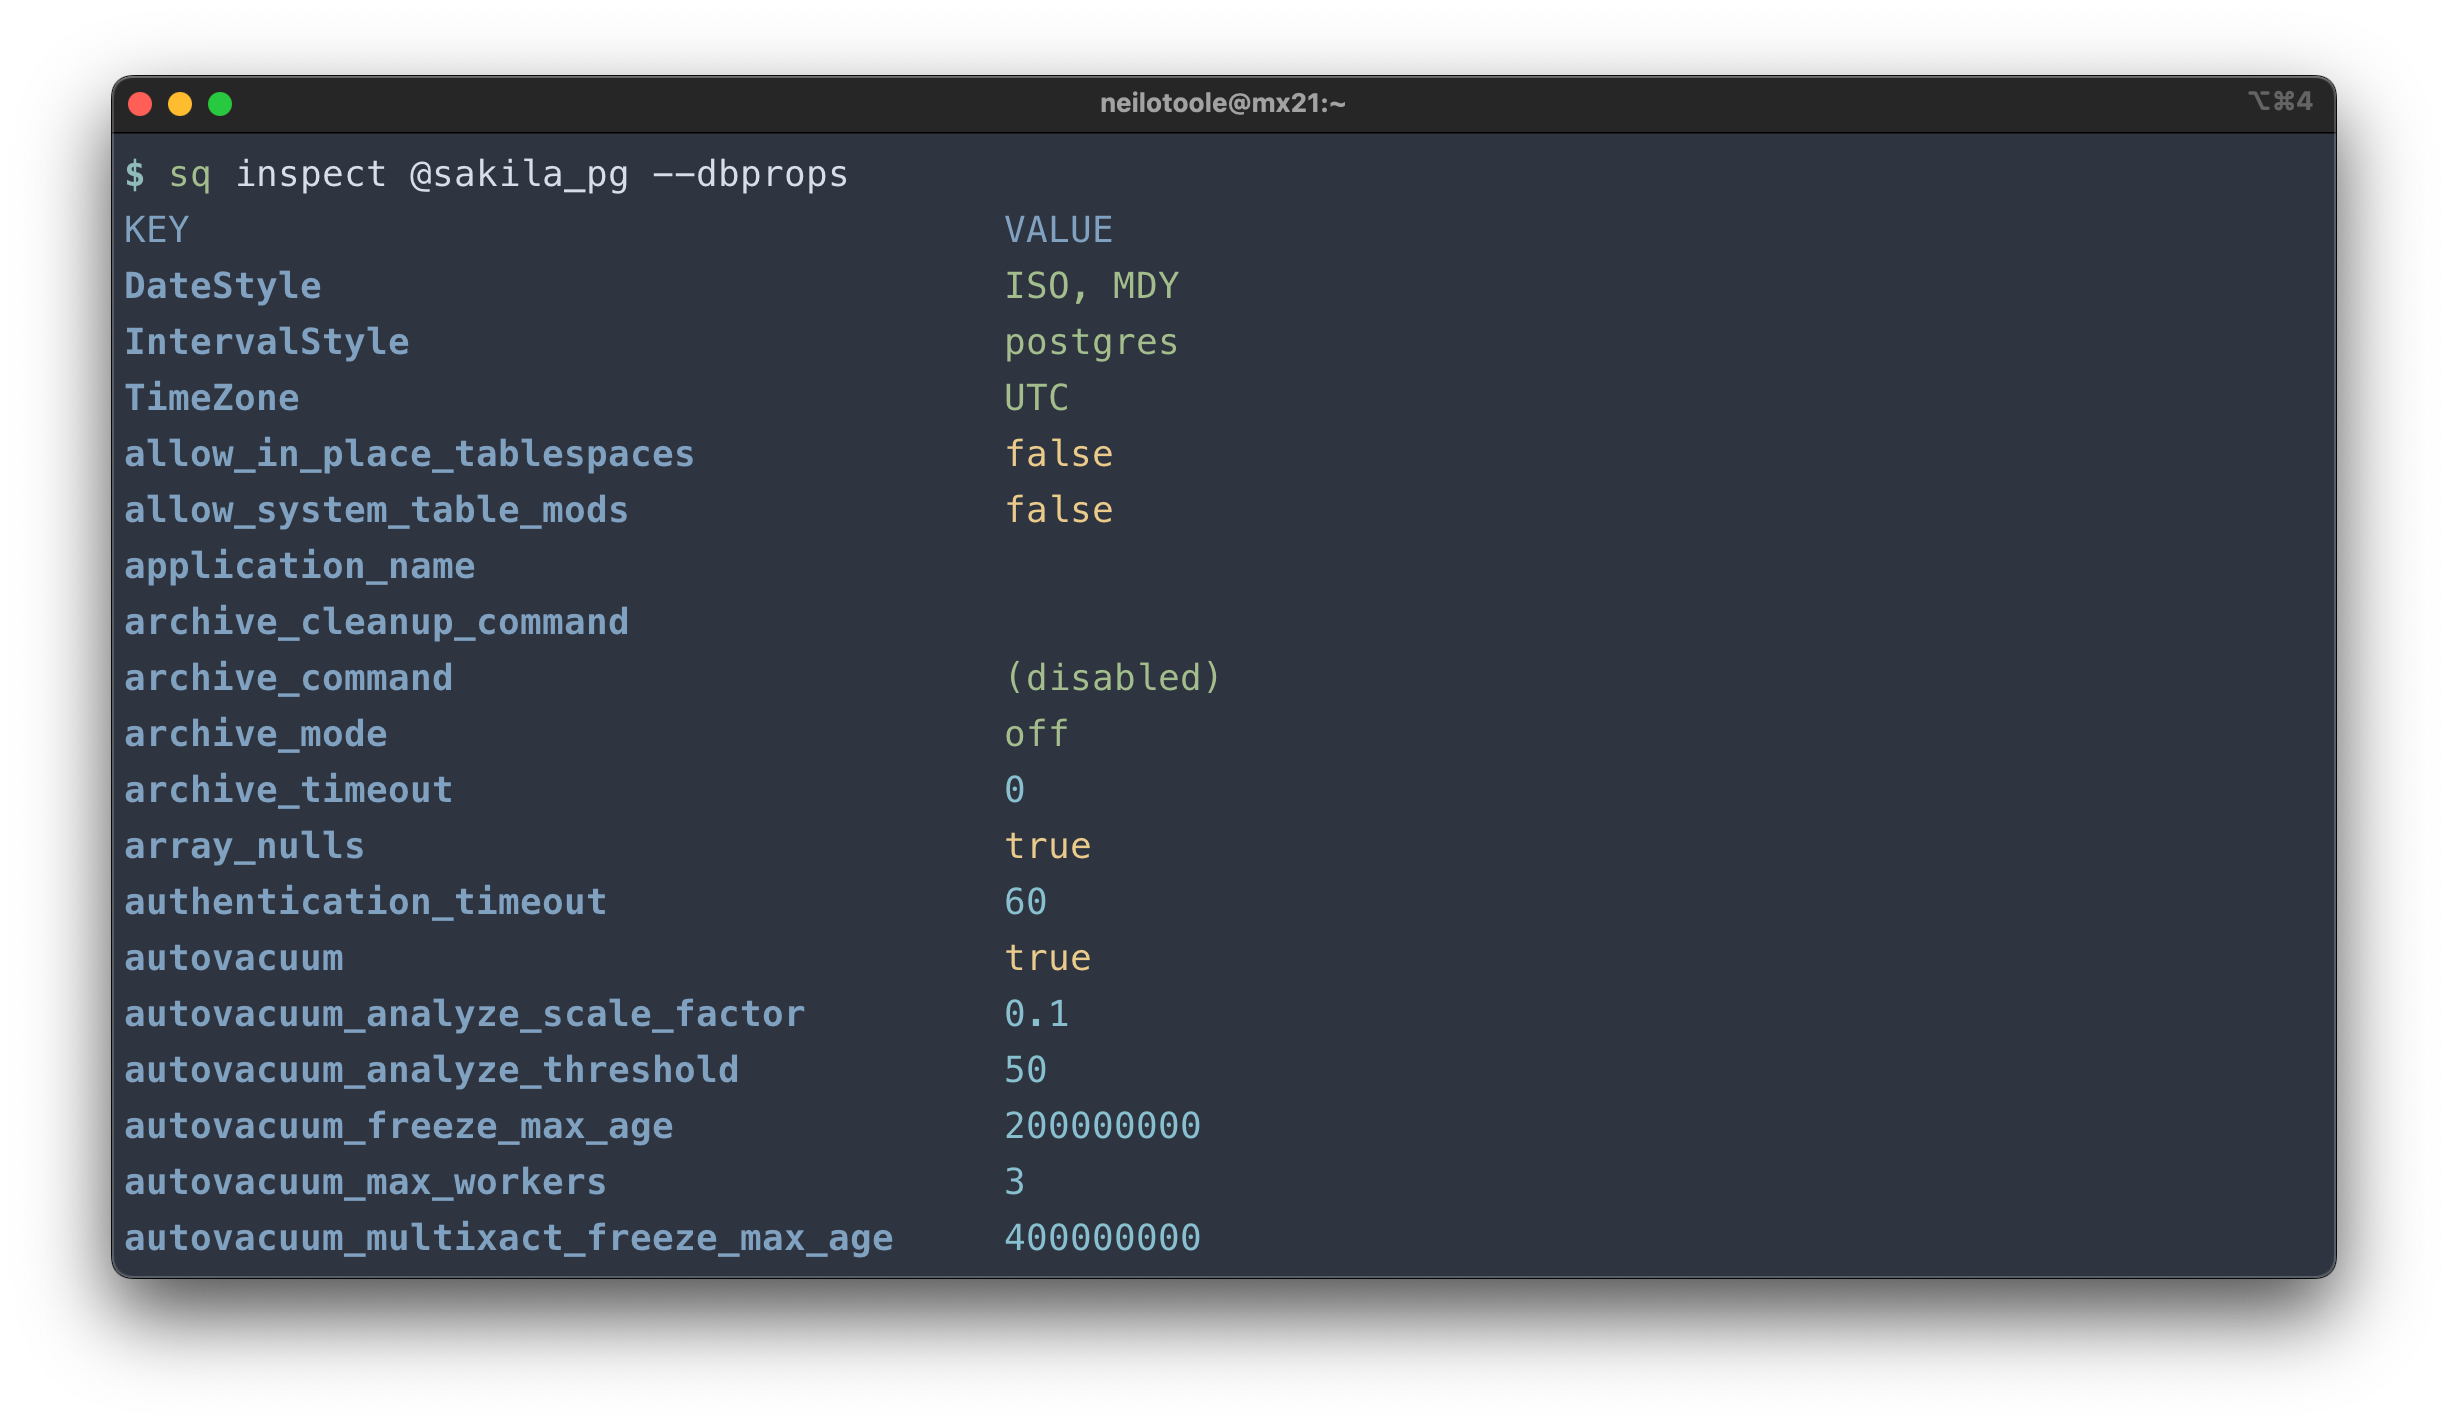 neilotoole@mx21:~ ⌥⌘4
$ sq inspect @sakila_pg --dbprops
KEY VALUE
DateStyle ISO, MDY
IntervalStyle postgres
TimeZone UTC
allow_in_place_tablespaces false
allow_system_table_mods false
application_name
archive_cleanup_command
archive_command (disabled)
archive_mode off
archive_timeout 0
array_nulls true
authentication_timeout 60
autovacuum true
autovacuum_analyze_scale_factor 0.1
autovacuum_analyze_threshold 50
autovacuum_freeze_max_age 200000000
autovacuum_max_workers 3
autovacuum_multixact_freeze_max_age 400000000